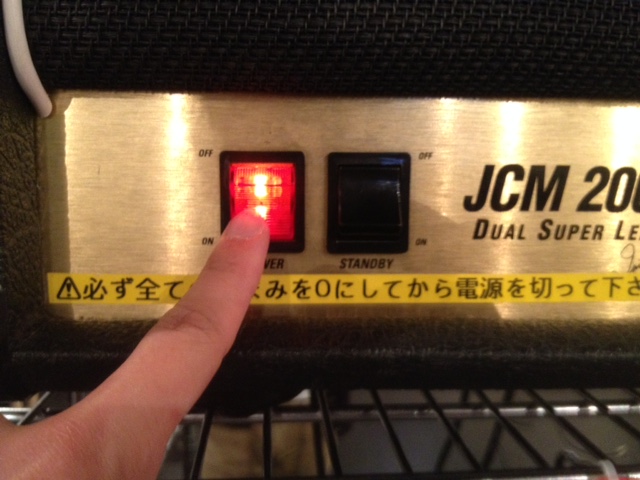 OFF
OFF
JCM 200
DUAL SUPER LE
ON
ON
STANDBY
⚠必ず全て みを0にしてから電源を切って下さ